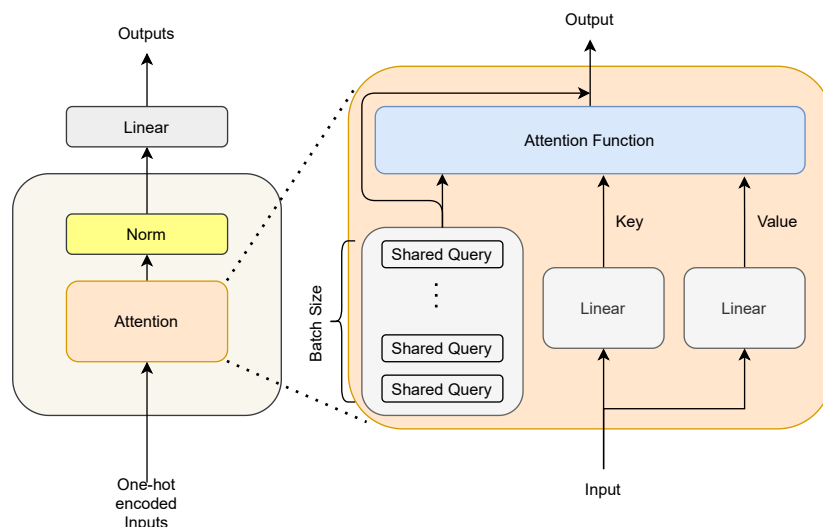 Outputs
Linear
Norm
Attention
One-hot
encoded
Inputs
Output
Attention Function
Key
Value
Batch Size
Shared Query
⋮
Shared Query
Shared Query
Linear
Linear
Input